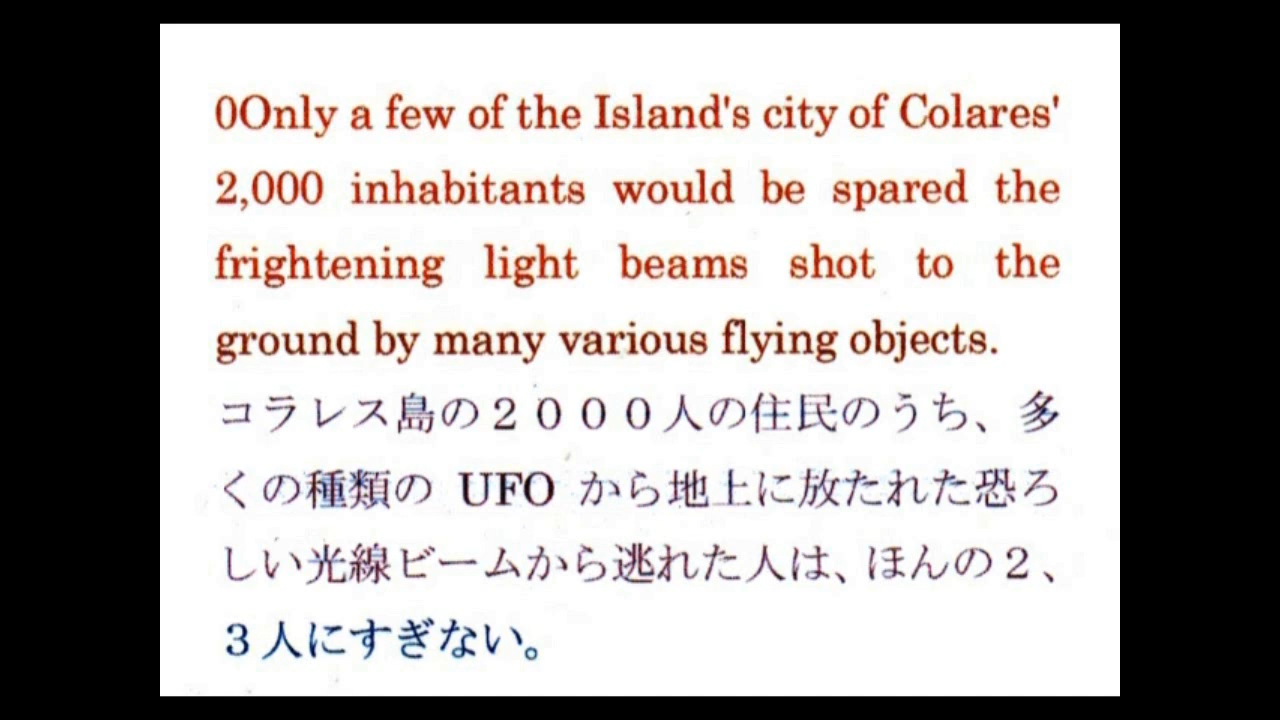 0Only a few of the Island's city of Colares'
2,000 inhabitants would be spared the
frightening light beams shot to the
ground by many various flying objects.
コラレス島の２０００人の住民のうち、多
くの種類の UFO から地上に放たれた恐ろ
しい光線ビームから逃れた人は、ほんの２、
３人にすぎない。